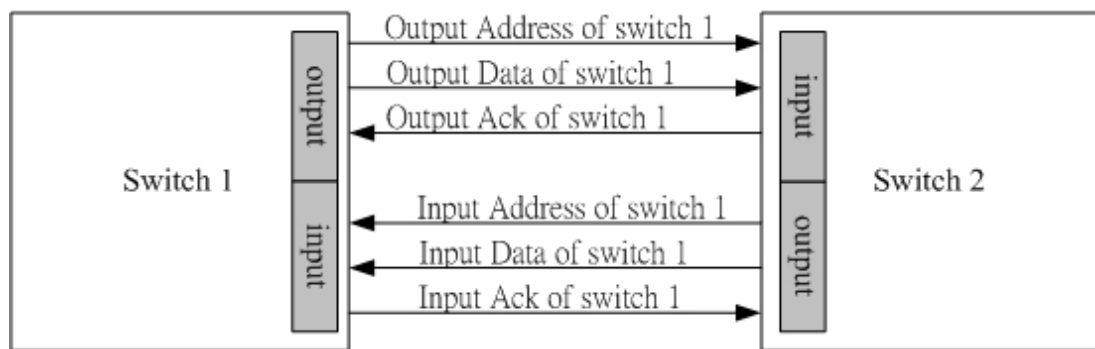 Output Address of switch 1
Output Data of switch 1
Output Ack of switch 1
output
input
Switch 1
Switch 2
Input Address of switch 1
Input Data of switch 1
Input Ack of switch 1
input
output